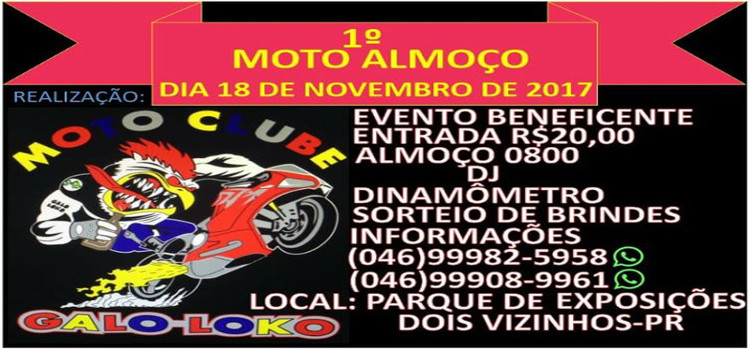 1º
MOTO ALMOÇO
DIA 18 DE NOVEMBRO DE 2017
REALIZAÇÃO:
MOTO CLUBE
GALO
LOKO
GALO-LOKO
EVENTO BENEFICENTE
ENTRADA R$20,00
ALMOÇO 0800
DJ
DINAMÔMETRO
SORTEIO DE BRINDES
INFORMAÇÕES
(046)99982-5958
(046)99908-9961
LOCAL: PARQUE DE EXPOSIÇÕES
DOIS VIZINHOS-PR